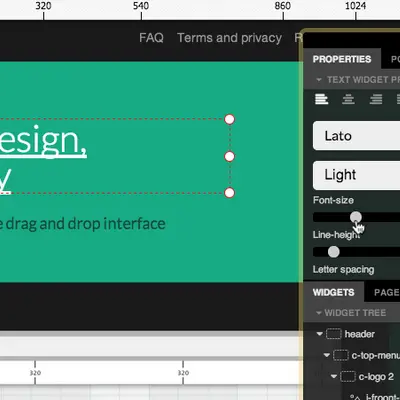 320 540 860 1024
FAQ Terms and privacy R
PROPERTIES PO
TEXT WIDGET PR
esign,
y
e drag and drop interface
Lato
Light
Font-size
Line-height
Letter spacing
WIDGETS PAGE
WIDGET TREE
header
c-top-menu
c-logo 2
320 320